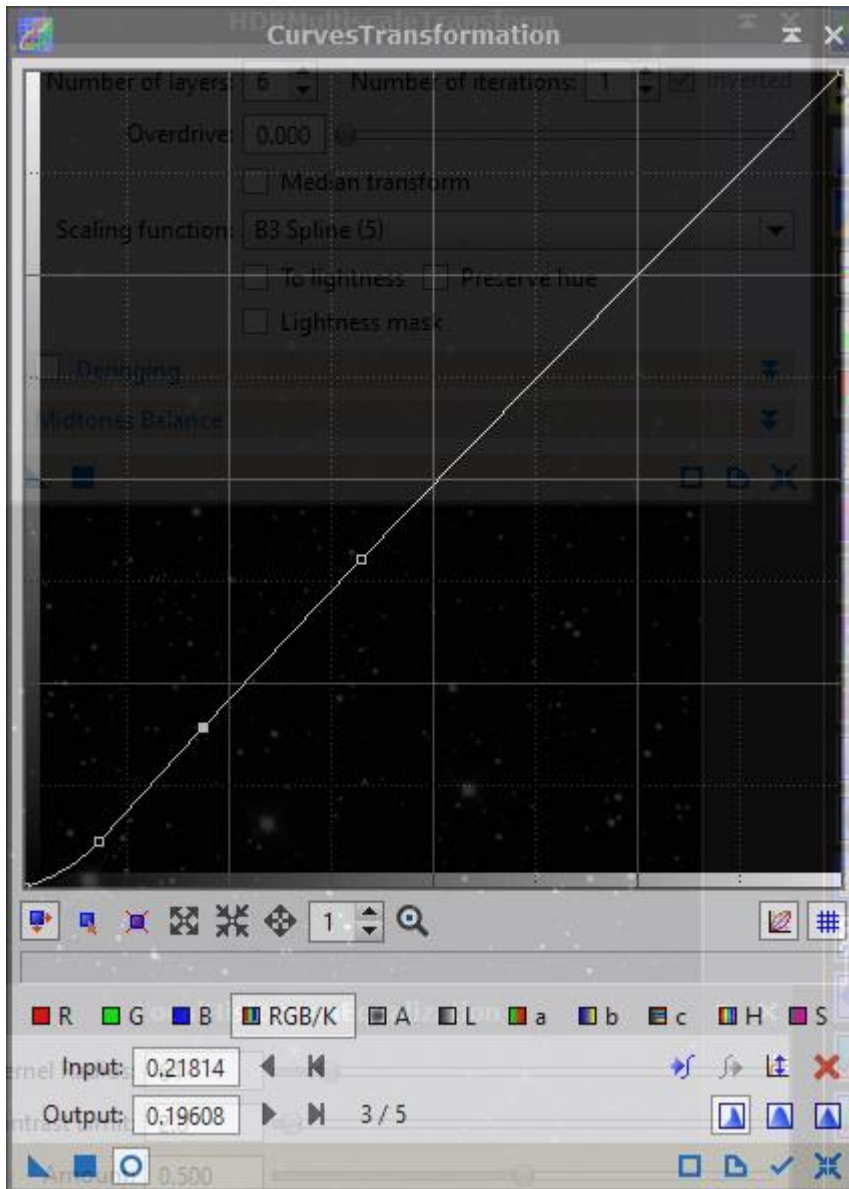 HDRMultiscaleTransform
CurvesTransformation
Number of layers: 6 Number of iterations: 1 Inverted
Overdrive: 0.000
Median transform
Scaling function: B3 Spline (5)
To lightness Preserve hue
Lightness mask
Deringing
Midtones Balance
1
R G B RGB/K A L a b c H S
Input: 0.21814
Output: 0.19608 3 / 5
Amount: 0.500